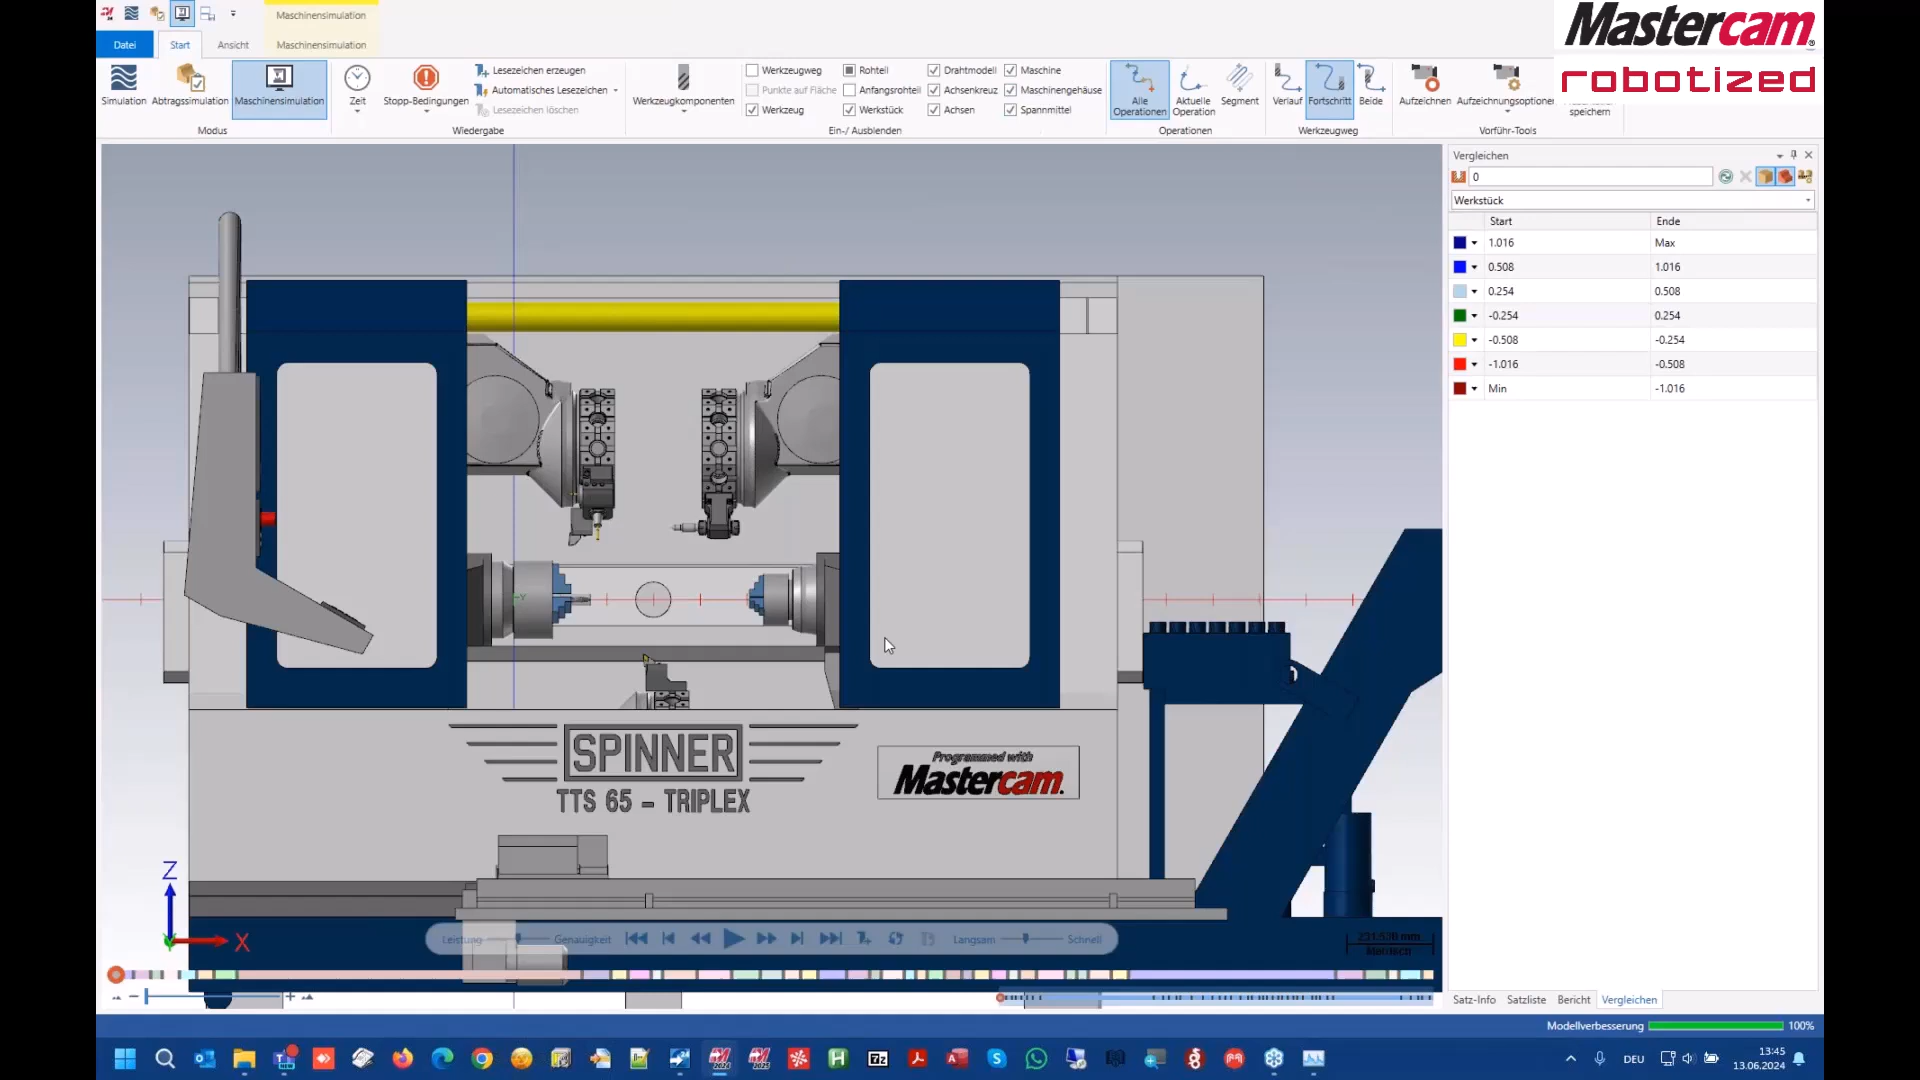 Maschinensimulation
Mastercam®
robotized
Datei
Start
Ansicht
Maschinensimulation
Simulation
Abtragssimulation
Maschinensimulation
Modus
Zeit
Stopp-Bedingungen
Lesezeichen erzeugen
Automatisches Lesezeichen
Lesezeichen löschen
Wiedergabe
Werkzeugkomponenten
Werkzeugweg
Punkte auf Fläche
Werkzeug
Rohteil
Anfangsrohteil
Werkstück
Drahtmodell
Achsenkreuz
Achsen
Maschine
Maschinengehäuse
Spannmittel
Ein-/ Ausblenden
Alle Operationen
Aktuelle Operation
Segment
Operationen
Verlauf
Fortschritt
Beide
Werkzeugweg
Aufzeichnen
Aufzeichnungsoptionen
speichern
Vorführ-Tools
Vergleichen
0
Werkstück
Start Ende
1.016 Max
0.508 1.016
0.254 0.508
-0.254 0.254
-0.508 -0.254
-1.016 -0.508
Min -1.016
SPINNER
TTS 65 - TRIPLEX
Programmed with
Mastercam.
Z
X
Y
Leistung Genauigkeit Langsam Schnell
Satz-Info Satzliste Bericht Vergleichen
Modellverbesserung 100%
DEU
13:45
13.06.2024